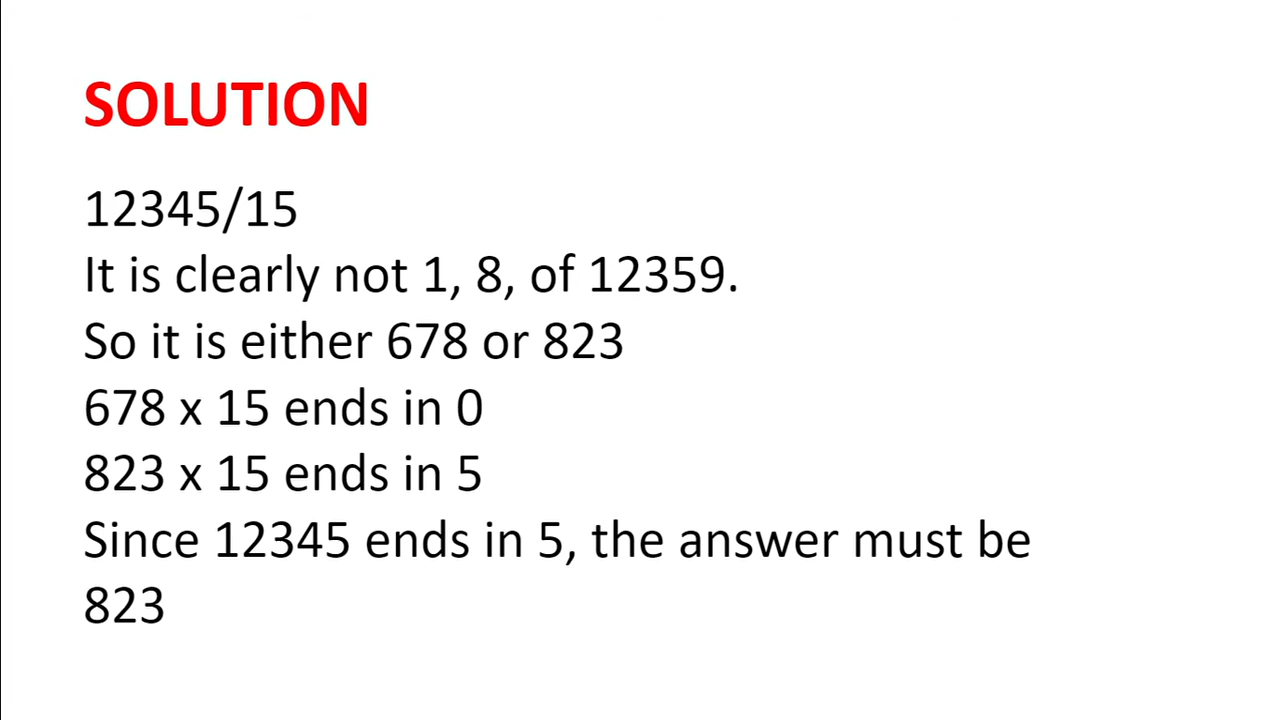 SOLUTION
12345/15
It is clearly not 1, 8, of 12359.
So it is either 678 or 823
678 x 15 ends in 0
823 x 15 ends in 5
Since 12345 ends in 5, the answer must be
823